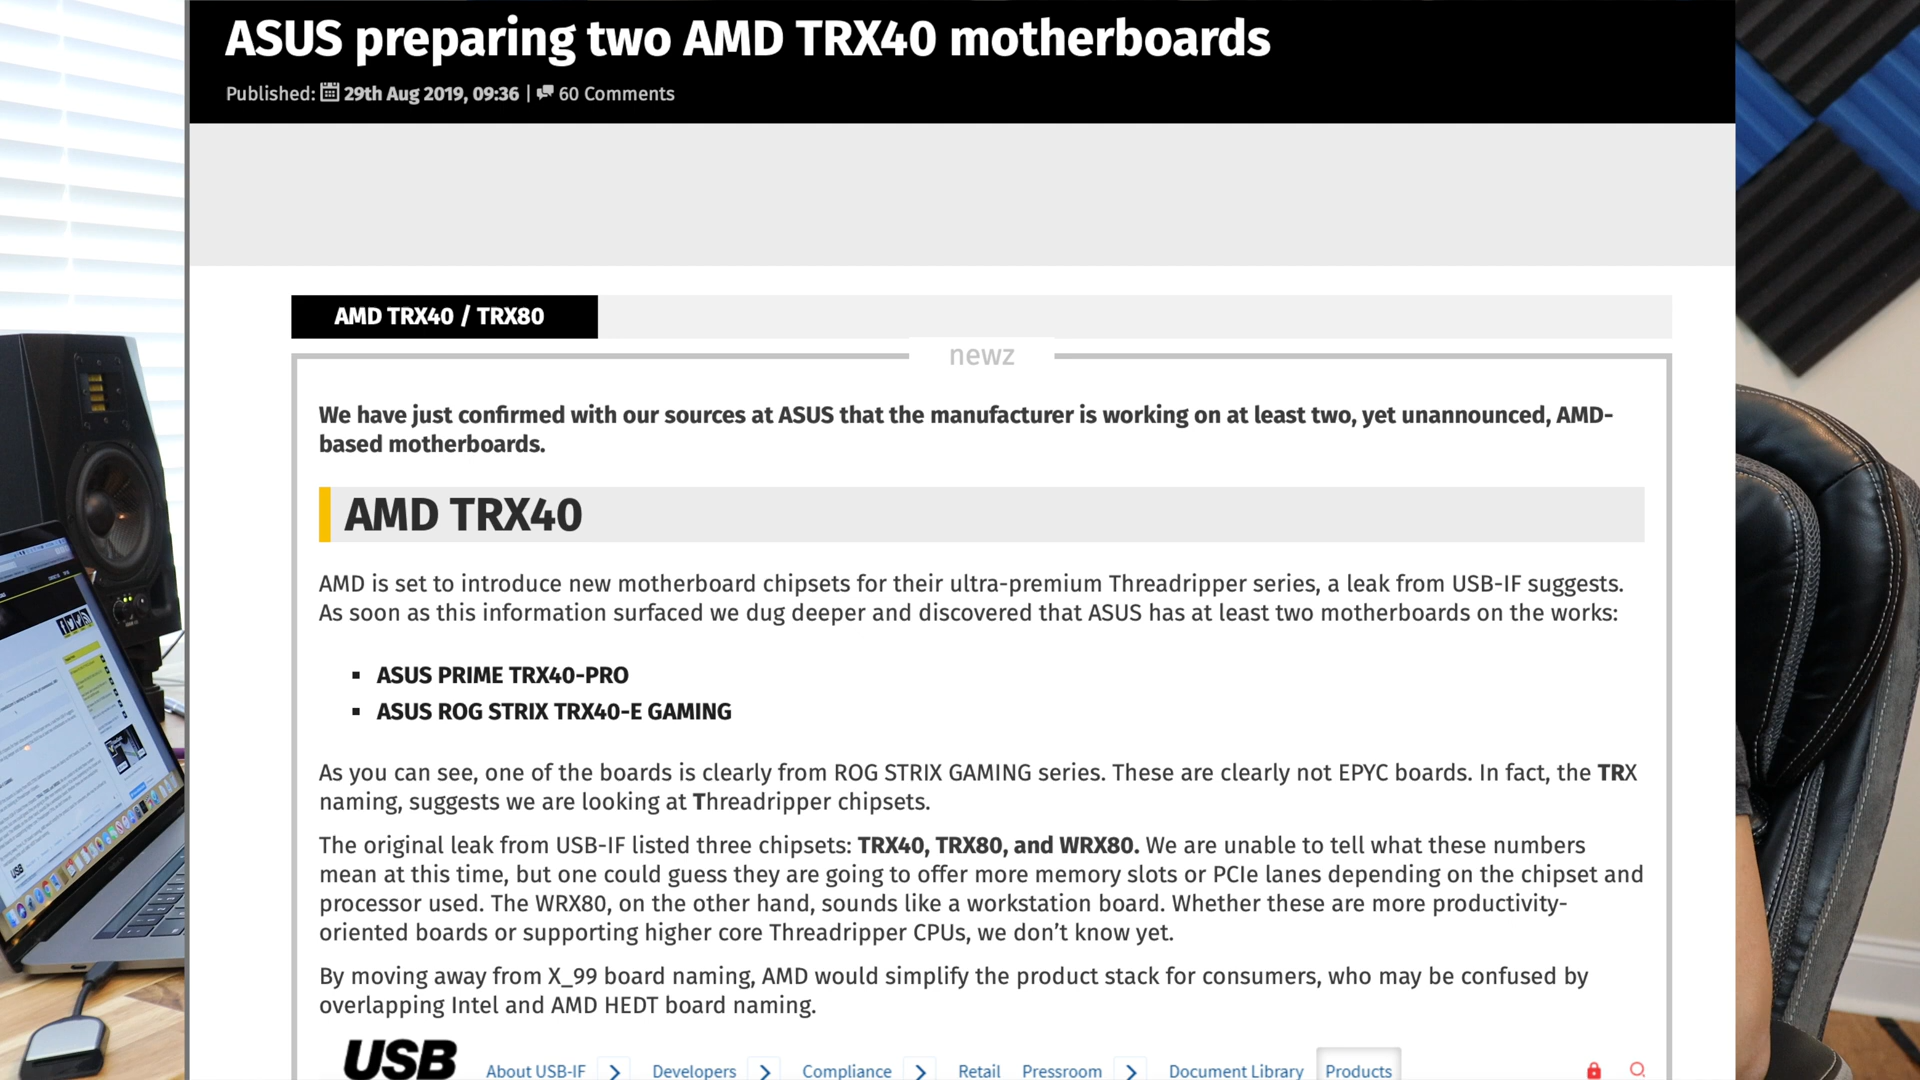 ASUS preparing two AMD TRX40 motherboards
Published: 29th Aug 2019, 09:36 | 60 Comments
AMD TRX40 / TRX80
newz
We have just confirmed with our sources at ASUS that the manufacturer is working on at least two, yet unannounced, AMD-
based motherboards.
AMD TRX40
AMD is set to introduce new motherboard chipsets for their ultra-premium Threadripper series, a leak from USB-IF suggests.
As soon as this information surfaced we dug deeper and discovered that ASUS has at least two motherboards on the works:
▪ ASUS PRIME TRX40-PRO
▪ ASUS ROG STRIX TRX40-E GAMING
As you can see, one of the boards is clearly from ROG STRIX GAMING series. These are clearly not EPYC boards. In fact, the TRX
naming, suggests we are looking at Threadripper chipsets.
The original leak from USB-IF listed three chipsets: TRX40, TRX80, and WRX80. We are unable to tell what these numbers
mean at this time, but one could guess they are going to offer more memory slots or PCIe lanes depending on the chipset and
processor used. The WRX80, on the other hand, sounds like a workstation board. Whether these are more productivity-
oriented boards or supporting higher core Threadripper CPUs, we don't know yet.
By moving away from X_99 board naming, AMD would simplify the product stack for consumers, who may be confused by
overlapping Intel and AMD HEDT board naming.
USB About USB-IF Developers Compliance Retail Pressroom Document Library Products
USB